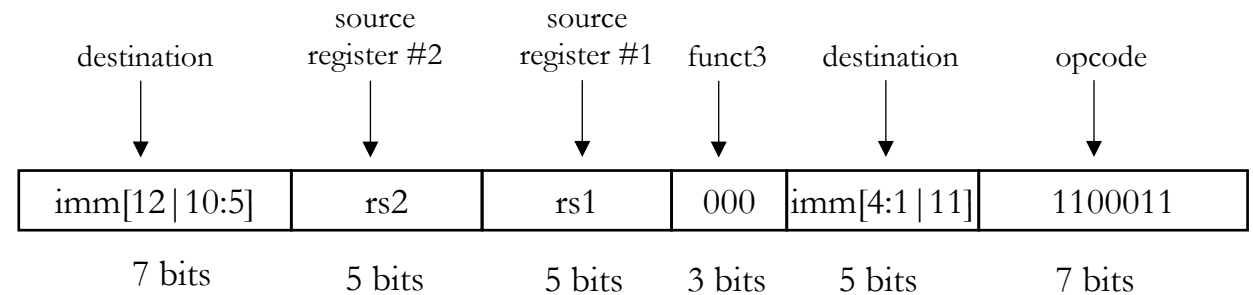 source source
destination register #2 register #1 funct3 destination opcode
imm[12|10:5] rs2 rs1 000 imm[4:1|11] 1100011
7 bits 5 bits 5 bits 3 bits 5 bits 7 bits